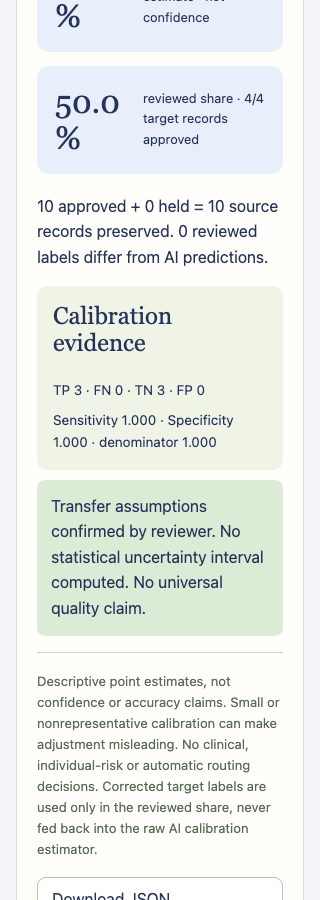 %
estimate · not
confidence
50.0
%
reviewed share · 4/4
target records
approved
10 approved + 0 held = 10 source
records preserved. 0 reviewed
labels differ from AI predictions.
Calibration
evidence
TP 3 · FN 0 · TN 3 · FP 0
Sensitivity 1.000 · Specificity
1.000 · denominator 1.000
Transfer assumptions
confirmed by reviewer. No
statistical uncertainty interval
computed. No universal
quality claim.
Descriptive point estimates, not
confidence or accuracy claims. Small or
nonrepresentative calibration can make
adjustment misleading. No clinical,
individual-risk or automatic routing
decisions. Corrected target labels are
used only in the reviewed share, never
fed back into the raw AI calibration
estimator.
Download JSON